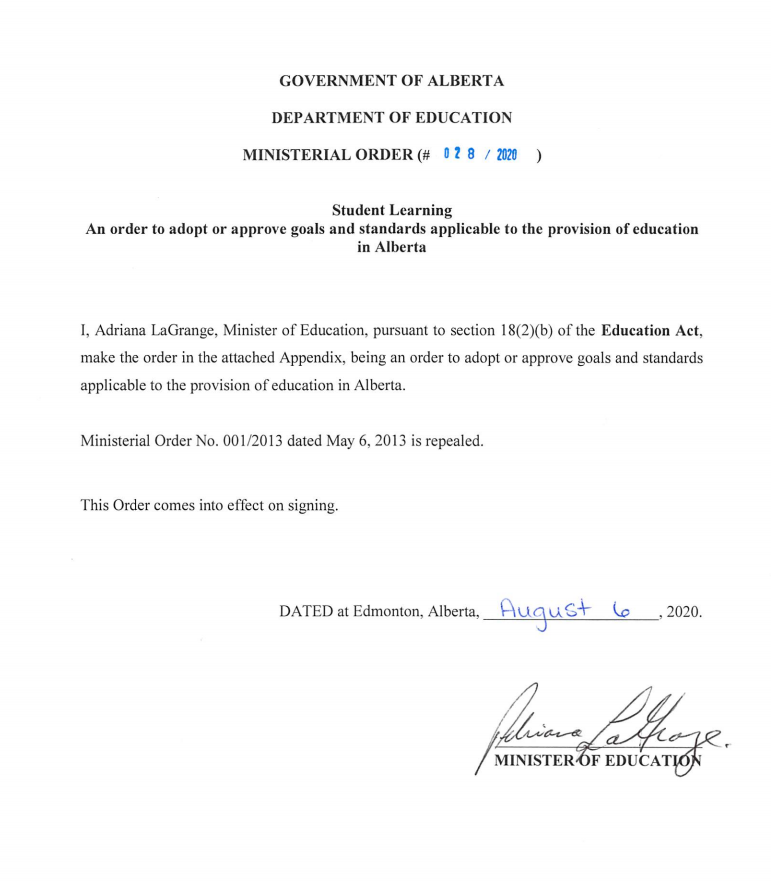 GOVERNMENT OF ALBERTA
DEPARTMENT OF EDUCATION
MINISTERIAL ORDER (# 028 / 2020 )
Student Learning
An order to adopt or approve goals and standards applicable to the provision of education
in Alberta
I, Adriana LaGrange, Minister of Education, pursuant to section 18(2)(b) of the Education Act,
make the order in the attached Appendix, being an order to adopt or approve goals and standards
applicable to the provision of education in Alberta.
Ministerial Order No. 001/2013 dated May 6, 2013 is repealed.
This Order comes into effect on signing.
DATED at Edmonton, Alberta, August 6, 2020.
Adriana LaGrange.
MINISTER OF EDUCATION